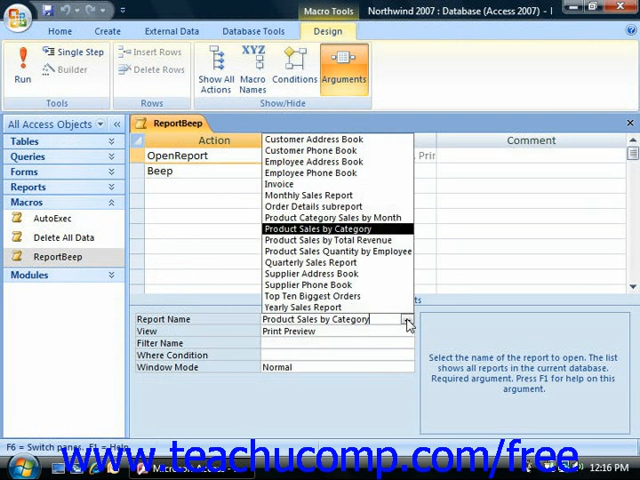 Macro Tools
Northwind 2007 : Database (Access 2007) -
Home
Create
External Data
Database Tools
Design
Run
Single Step
Builder
Tools
Insert Rows
Delete Rows
Rows
Show All Actions
XYZ
Macro Names
Conditions
Arguments
Show/Hide
All Access Objects
Tables
Queries
Forms
Reports
Macros
AutoExec
Delete All Data
ReportBeep
Modules
ReportBeep
Action
Comment
OpenReport
Beep
Customer Address Book
Customer Phone Book
Employee Address Book
Employee Phone Book
Invoice
Monthly Sales Report
Order Details subreport
Product Category Sales by Month
Product Sales by Category
Product Sales by Total Revenue
Product Sales Quantity by Employee
Quarterly Sales Report
Supplier Address Book
Supplier Phone Book
Top Ten Biggest Orders
Yearly Sales Report
Report Name
Product Sales by Category
View
Print Preview
Filter Name
Where Condition
Window Mode
Normal
Select the name of the report to open. The list
shows all reports in the current database.
Required argument. Press F1 for help on this
argument.
F6 = Switch panes. F1 = Help.
www.teachucomp.com/free
12:16 PM